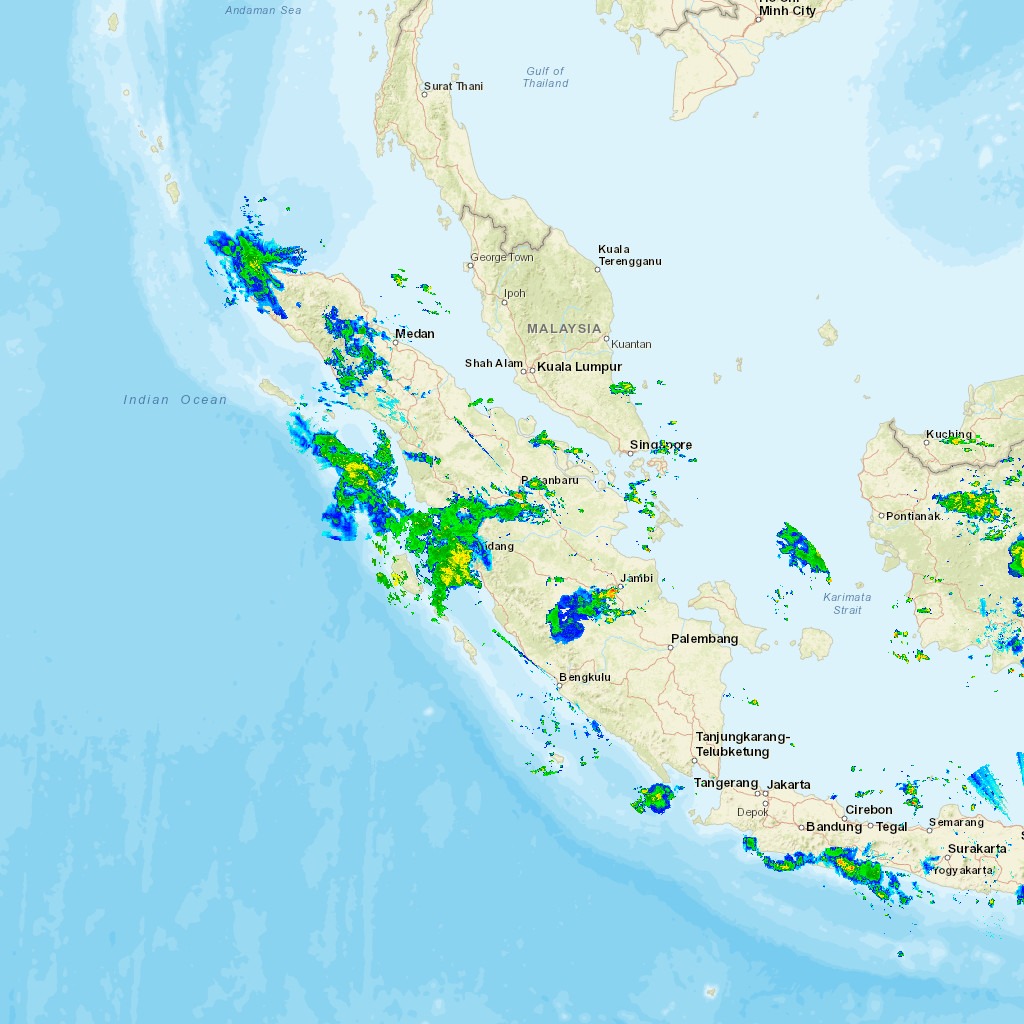 Andaman Sea
Minh City
Gulf of
Thailand
Surat Thani
Kuala
Terengganu
George Town
Ipoh
MALAYSIA
Medan
Kuantan
Shah Alam
Kuala Lumpur
Indian Ocean
Kuching
Singapore
Pontianak
Jambi
Karimata
Strait
Palembang
Bengkulu
Tanjungkarang-
Telubketung
Tangerang
Jakarta
Depok
Cirebon
Bandung
Tegal
Semarang
Surakarta
Yogyakarta